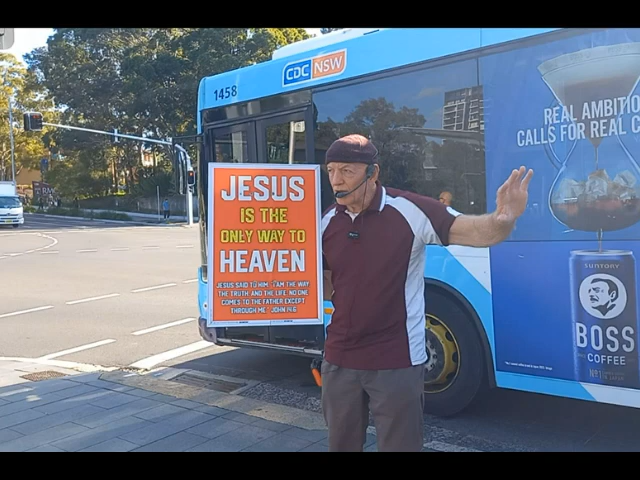 1458
CDC NSW
JESUS
IS THE
ONLY WAY TO
HEAVEN
JESUS SAID TO HIM, I AM THE WAY
THE TRUTH, AND THE LIFE. NO ONE
COMES TO THE FATHER EXCEPT
THROUGH ME. JOHN 14:6
REAL AMBITIO
CALLS FOR REAL C
SUNTORY
BOSS
COFFEE